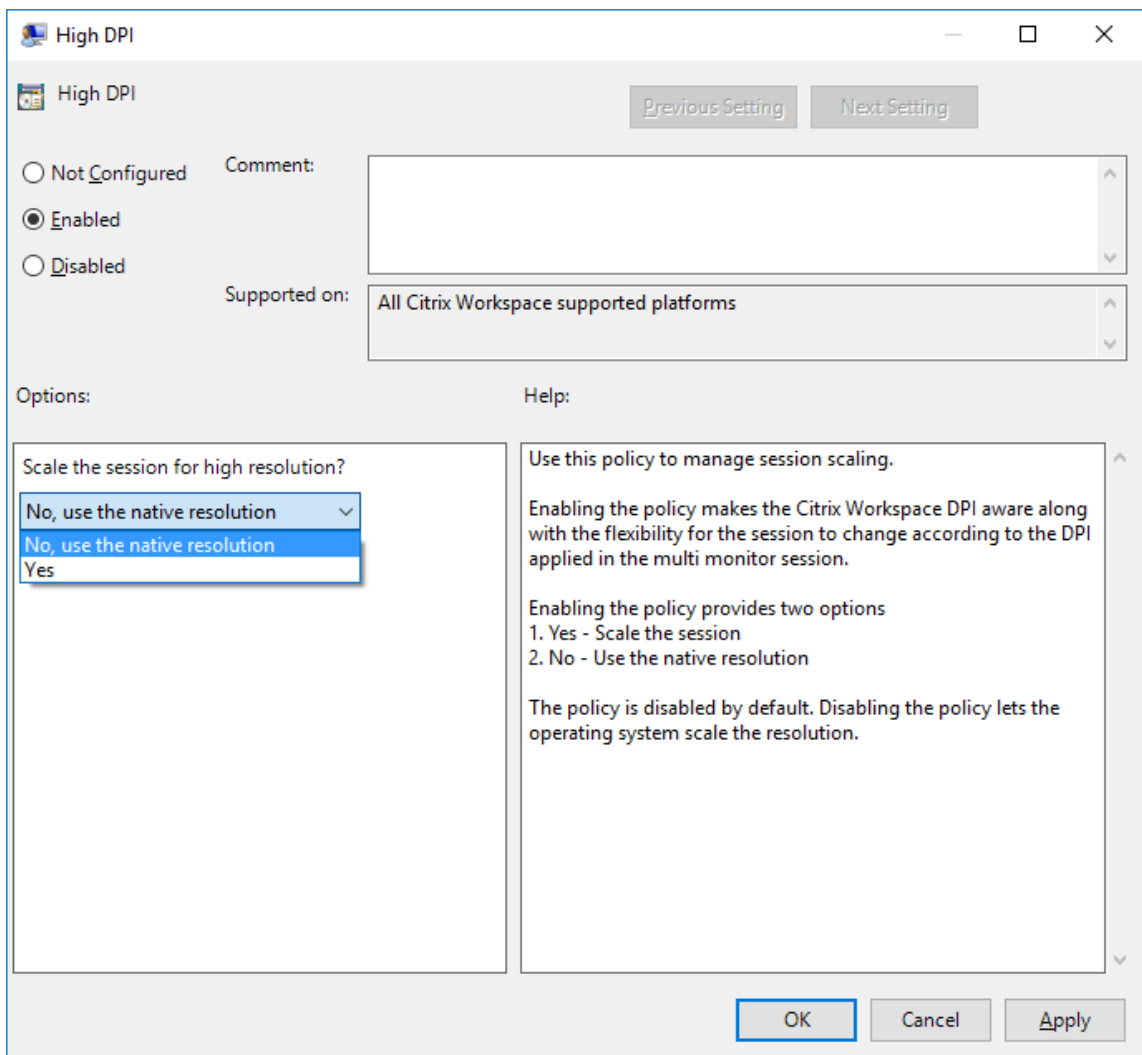 High DPI
High DPI
Previous Setting
Next Setting
Not Configured
Comment:
Enabled
Disabled
Supported on:
All Citrix Workspace supported platforms
Options:
Help:
Scale the session for high resolution?
No, use the native resolution
No, use the native resolution
Yes
Use this policy to manage session scaling.
Enabling the policy makes the Citrix Workspace DPI aware along
with the flexibility for the session to change according to the DPI
applied in the multi monitor session.
Enabling the policy provides two options
1. Yes - Scale the session
2. No - Use the native resolution
The policy is disabled by default. Disabling the policy lets the
operating system scale the resolution.
OK
Cancel
Apply